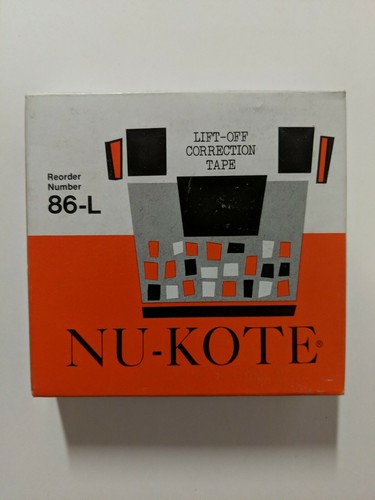 LIFT-OFF
CORRECTION
TAPE
Reorder
Number
86-L
NU-KOTE®